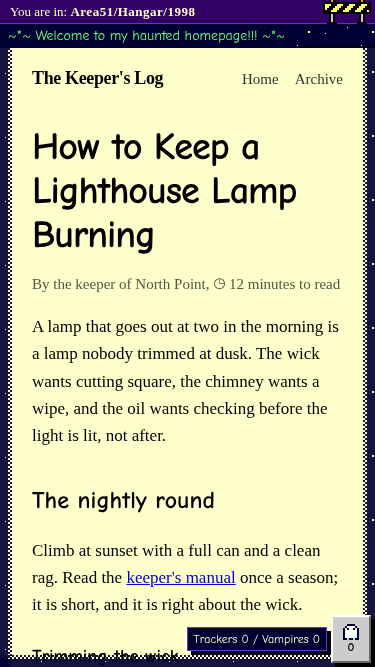 You are in: Area51/Hangar/1998
~*~ Welcome to my haunted homepage!!! ~*~
The Keeper's Log
Home Archive
How to Keep a
Lighthouse Lamp
Burning
By the keeper of North Point, 12 minutes to read
A lamp that goes out at two in the morning is
a lamp nobody trimmed at dusk. The wick
wants cutting square, the chimney wants a
wipe, and the oil wants checking before the
light is lit, not after.
The nightly round
Climb at sunset with a full can and a clean
rag. Read the keeper's manual once a season;
it is short, and it is right about the wick.
Trimming the wick
Trackers 0 / Vampires 0
0